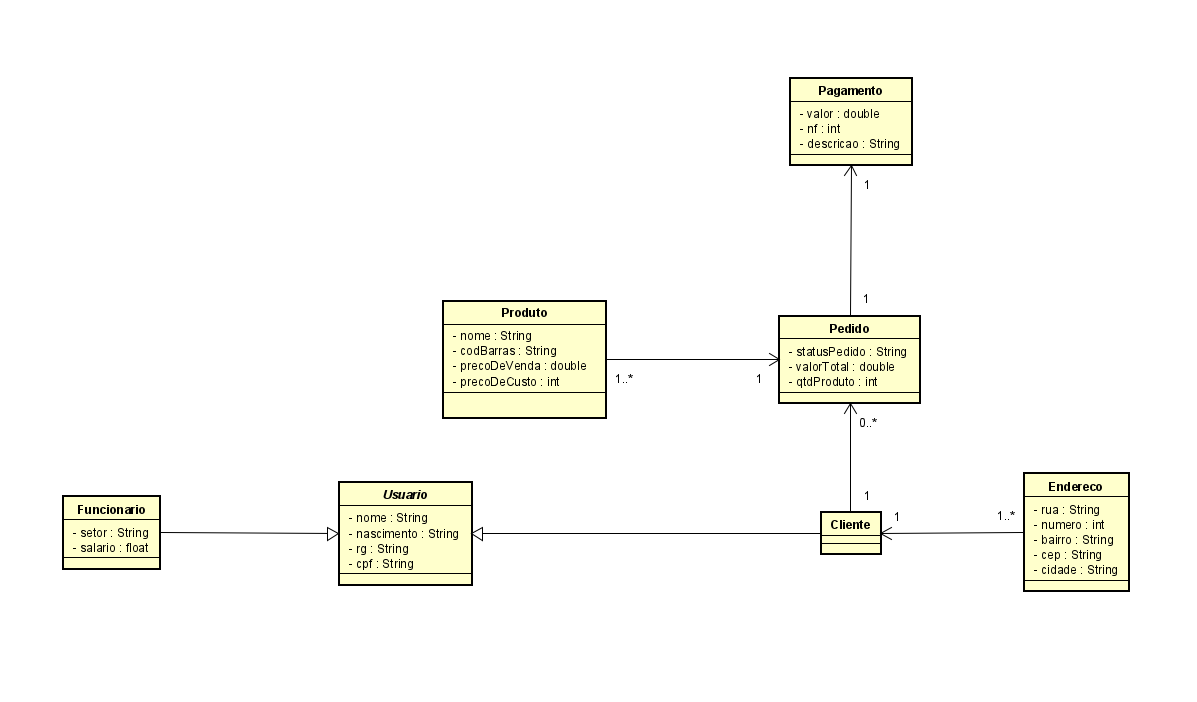 Pagamento
- valor : double
- nf : int
- descricao : String
1
1
Produto
- nome : String
- codBarras : String
- precoDeVenda : double
- precoDeCusto : int
1..*
1
Pedido
- statusPedido : String
- valorTotal : double
- qtdProduto : int
0..*
1
Funcionario
- setor : String
- salario : float
Usuario
- nome : String
- nascimento : String
- rg : String
- cpf : String
Cliente
1
1..*
Endereco
- rua : String
- numero : int
- bairro : String
- cep : String
- cidade : String